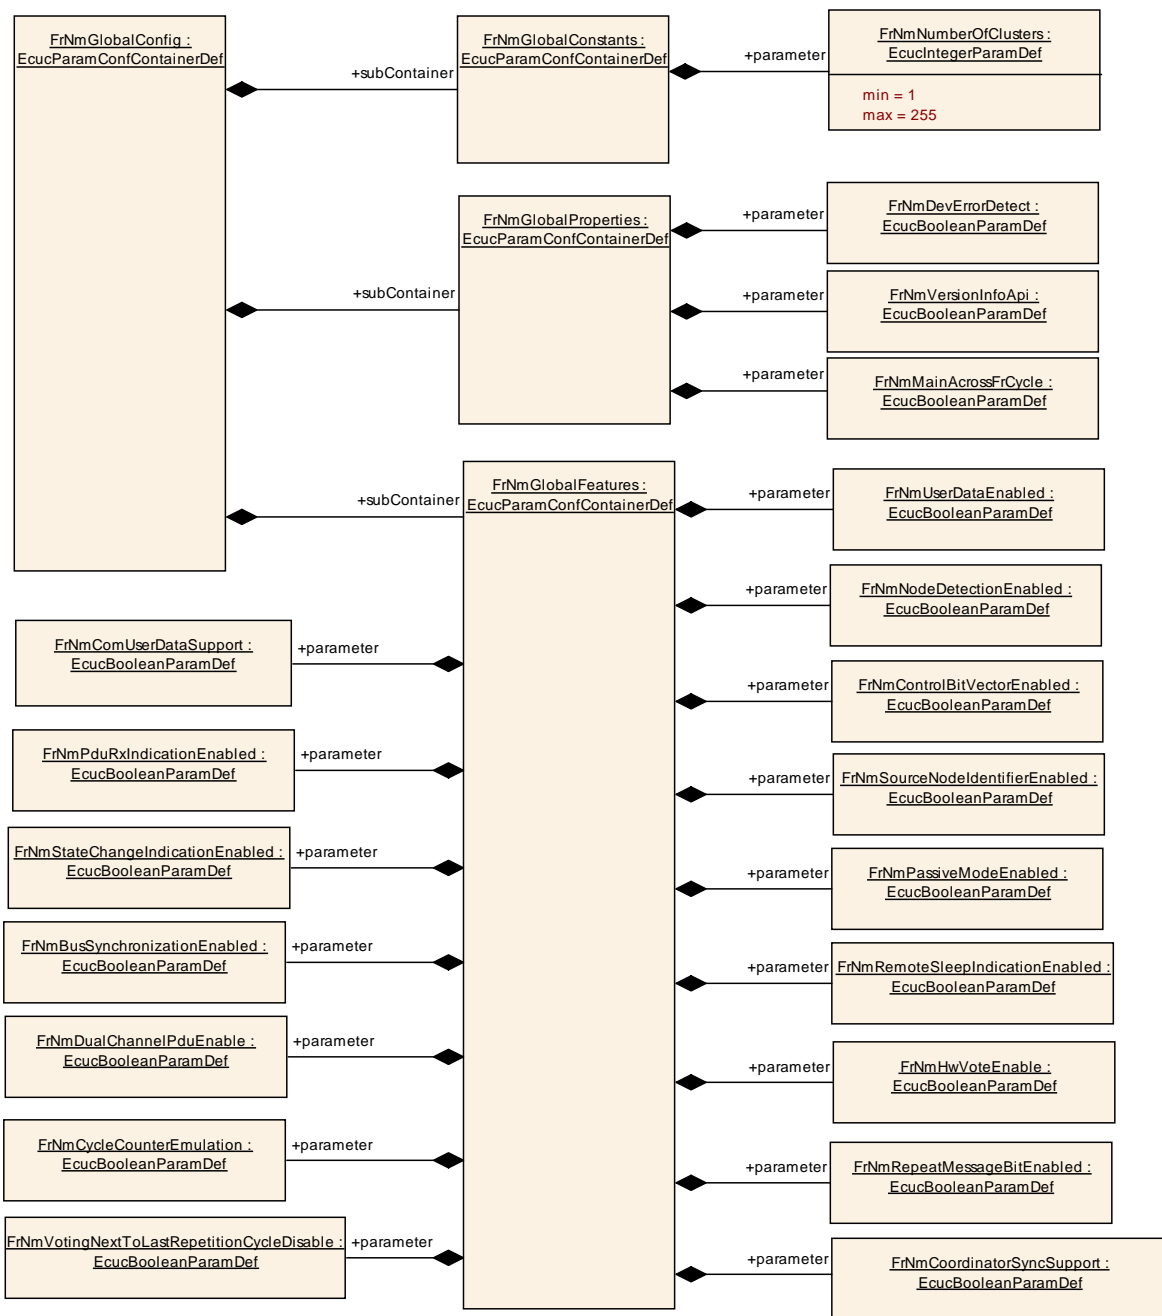 FrNmGlobalConfig :
EcucParamConfContainerDef
+subContainer
FrNmGlobalConstants :
EcucParamConfContainerDef
+parameter
FrNmNumberOfClusters :
EcucIntegerParamDef
min = 1
max = 255
+subContainer
FrNmGlobalProperties :
EcucParamConfContainerDef
+parameter
FrNmDevErrorDetect :
EcucBooleanParamDef
+parameter
FrNmVersionInfoApi :
EcucBooleanParamDef
+parameter
FrNmMainAcrossFrCycle :
EcucBooleanParamDef
+subContainer
FrNmGlobalFeatures :
EcucParamConfContainerDef
+parameter
FrNmUserDataEnabled :
EcucBooleanParamDef
+parameter
FrNmNodeDetectionEnabled :
EcucBooleanParamDef
FrNmComUserDataSupport :
EcucBooleanParamDef
+parameter
+parameter
FrNmControlBitVectorEnabled :
EcucBooleanParamDef
FrNmPduRxIndicationEnabled :
EcucBooleanParamDef
+parameter
+parameter
FrNmSourceNodeIdentifierEnabled :
EcucBooleanParamDef
FrNmStateChangeIndicationEnabled :
EcucBooleanParamDef
+parameter
+parameter
FrNmPassiveModeEnabled :
EcucBooleanParamDef
FrNmBusSynchronizationEnabled :
EcucBooleanParamDef
+parameter
+parameter
FrNmRemoteSleepIndicationEnabled :
EcucBooleanParamDef
FrNmDualChannelPduEnable :
EcucBooleanParamDef
+parameter
+parameter
FrNmHwVoteEnable :
EcucBooleanParamDef
FrNmCycleCounterEmulation :
EcucBooleanParamDef
+parameter
+parameter
FrNmRepeatMessageBitEnabled :
EcucBooleanParamDef
FrNmVotingNextToLastRepetitionCycleDisable :
EcucBooleanParamDef
+parameter
+parameter
FrNmCoordinatorSyncSupport :
EcucBooleanParamDef